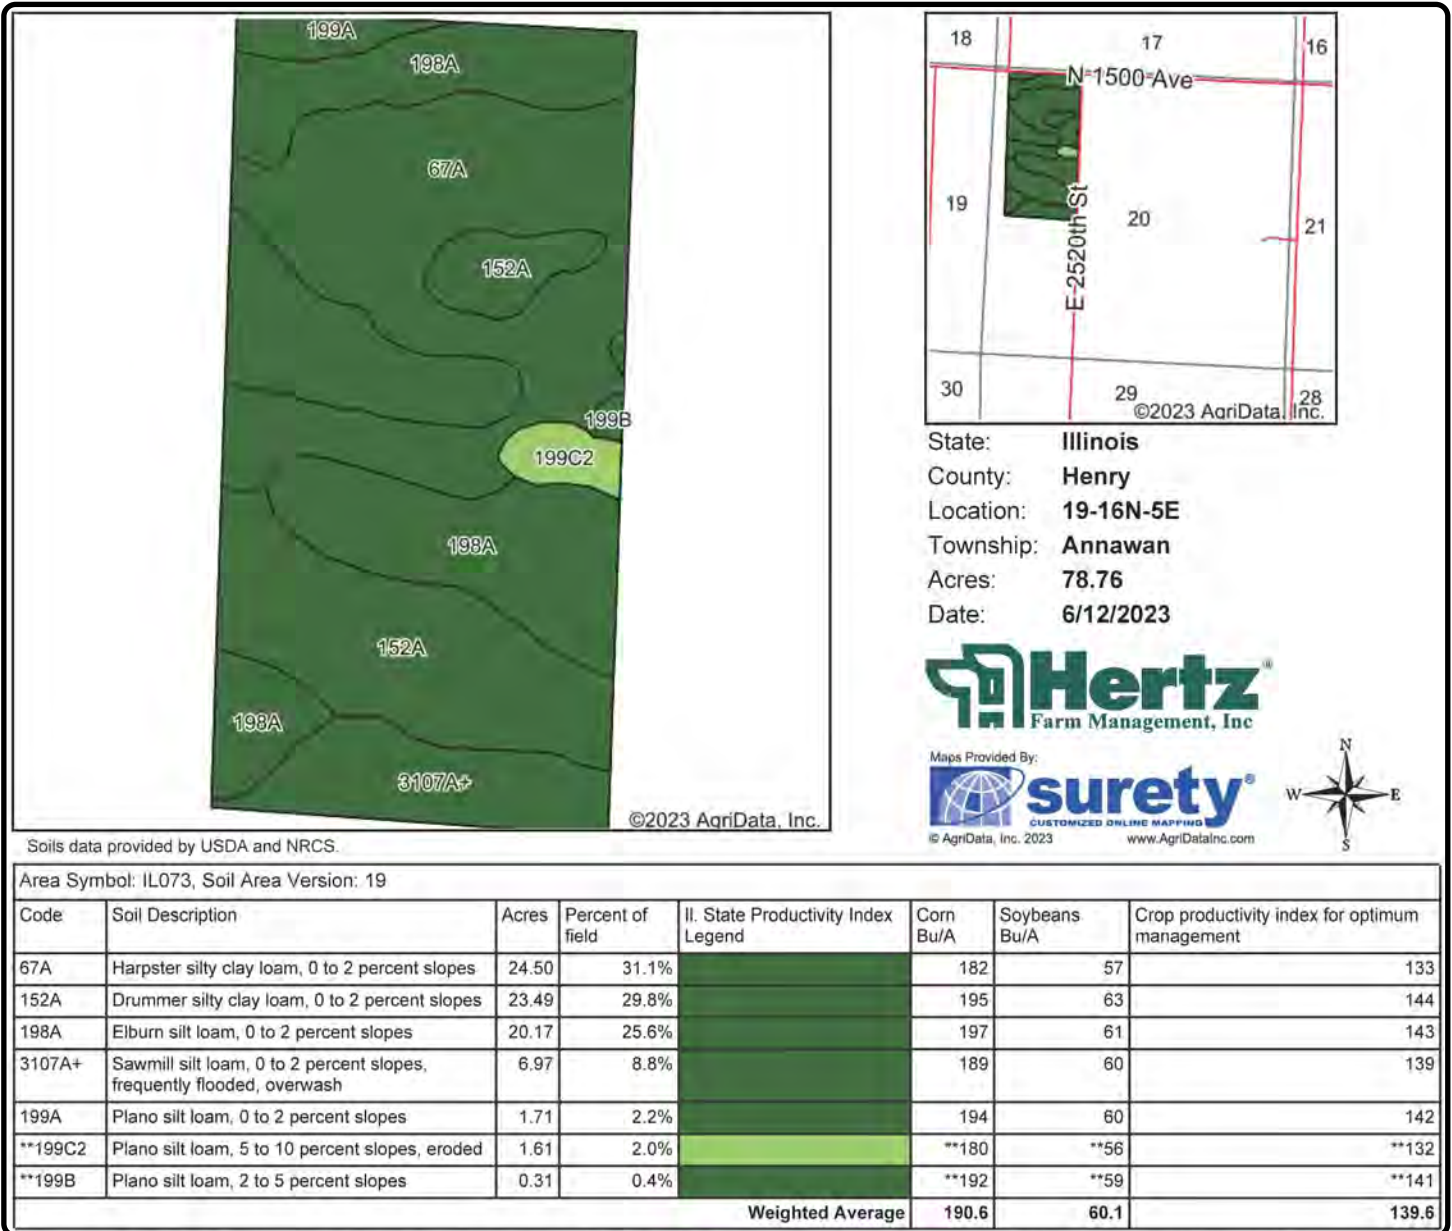 199A
198A
67A
152A
199B
199C2
198A
152A
198A
3107A+
©2023 AgriData, Inc.
18
17
16
N 1500 Ave
19
20
21
E 2520th St
30
29
28
©2023 AgriData, Inc.
State: Illinois
County: Henry
Location: 19-16N-5E
Township: Annawan
Acres: 78.76
Date: 6/12/2023
Hertz®
Farm Management, Inc
Maps Provided By:
surety®
CUSTOMIZED ONLINE MAPPING
© AgriData, Inc. 2023 www.AgriDataInc.com
N
W E
S
Soils data provided by USDA and NRCS.
Area Symbol: IL073, Soil Area Version: 19
Code Soil Description Acres Percent of field II. State Productivity Index Legend Corn Bu/A Soybeans Bu/A Crop productivity index for optimum management
67A Harpster silty clay loam, 0 to 2 percent slopes 24.50 31.1% 182 57 133
152A Drummer silty clay loam, 0 to 2 percent slopes 23.49 29.8% 195 63 144
198A Elburn silt loam, 0 to 2 percent slopes 20.17 25.6% 197 61 143
3107A+ Sawmill silt loam, 0 to 2 percent slopes, frequently flooded, overwash 6.97 8.8% 189 60 139
199A Plano silt loam, 0 to 2 percent slopes 1.71 2.2% 194 60 142
**199C2 Plano silt loam, 5 to 10 percent slopes, eroded 1.61 2.0% **180 **56 **132
**199B Plano silt loam, 2 to 5 percent slopes 0.31 0.4% **192 **59 **141
Weighted Average 190.6 60.1 139.6